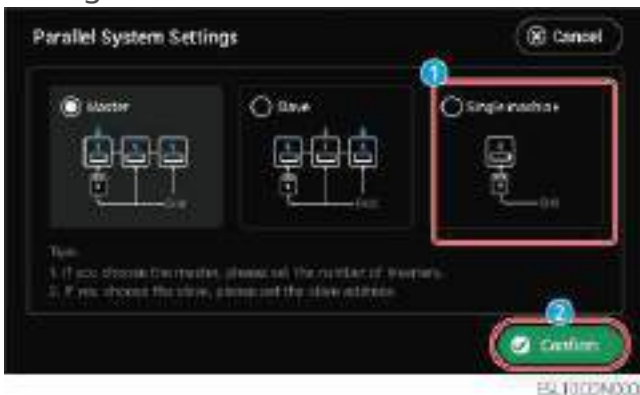 Parallel System Settings
Cancel
1
Master
Slave
Single machine
Tips:
1. If you choose the master, please set the number of inverters.
2. If you choose the slave, please set the slave address.
2
Confirm